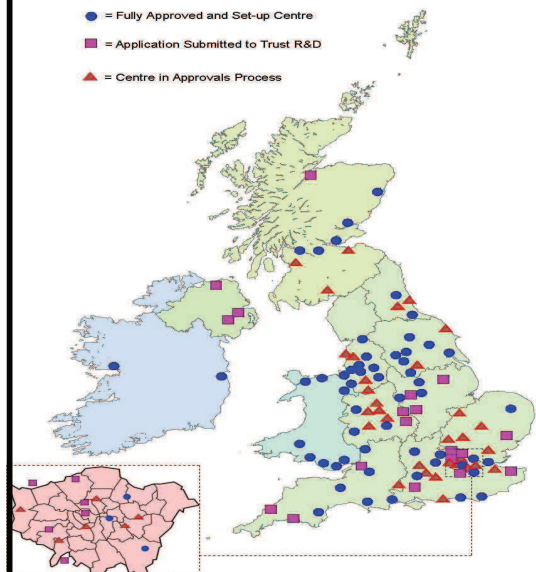 = Fully Approved and Set-up Centre
= Application Submitted to Trust R&D
= Centre in Approvals Process